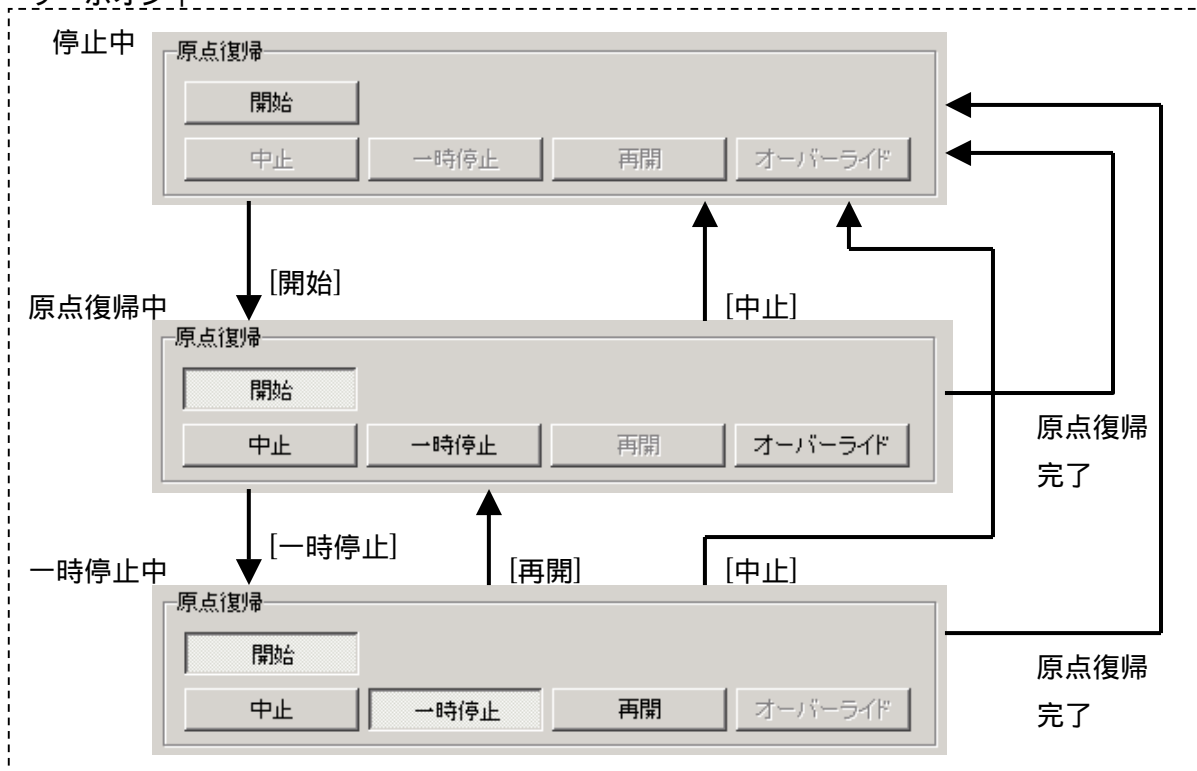 停止中
原点復帰
開始
中止 一時停止 再開 オーバーライド
[開始]
[中止]
原点復帰中
原点復帰
開始
中止 一時停止 再開 オーバーライド
原点復帰
完了
[一時停止]
[再開]
[中止]
一時停止中
原点復帰
開始
中止 一時停止 再開 オーバーライド
原点復帰
完了